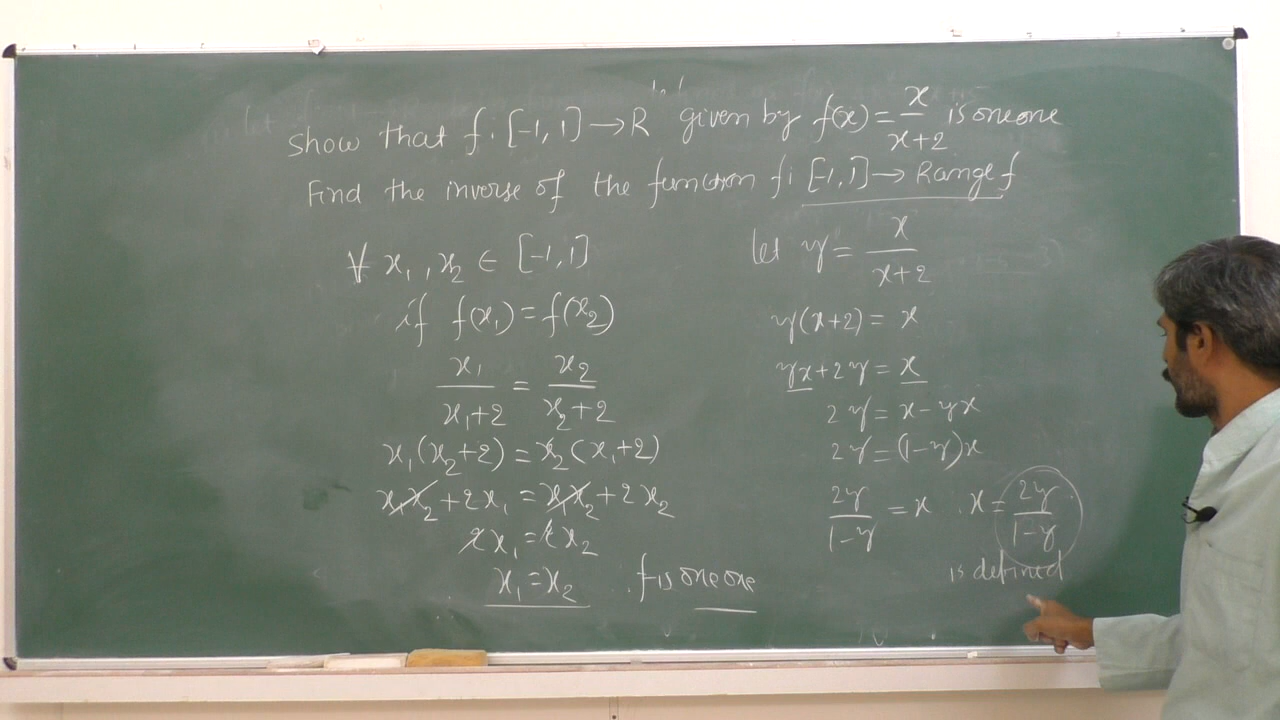 Show that f : [-1, 1] → R given by f(x) = x/(x+2) is one one
Find the inverse of the function f : [-1, 1] → Range f
∀ x₁, x₂ ∈ [-1, 1]
if f(x₁) = f(x₂)
x₁/(x₁+2) = x₂/(x₂+2)
x₁(x₂+2) = x₂(x₁+2)
x₁x₂ + 2x₁ = x₁x₂ + 2x₂
2x₁ = 2x₂
x₁ = x₂ . f is one one
let y = x/(x+2)
y(x+2) = x
yx + 2y = x
2y = x - yx
2y = (1-y)x
2y/(1-y) = x . x = 2y/(1-y)
is defined